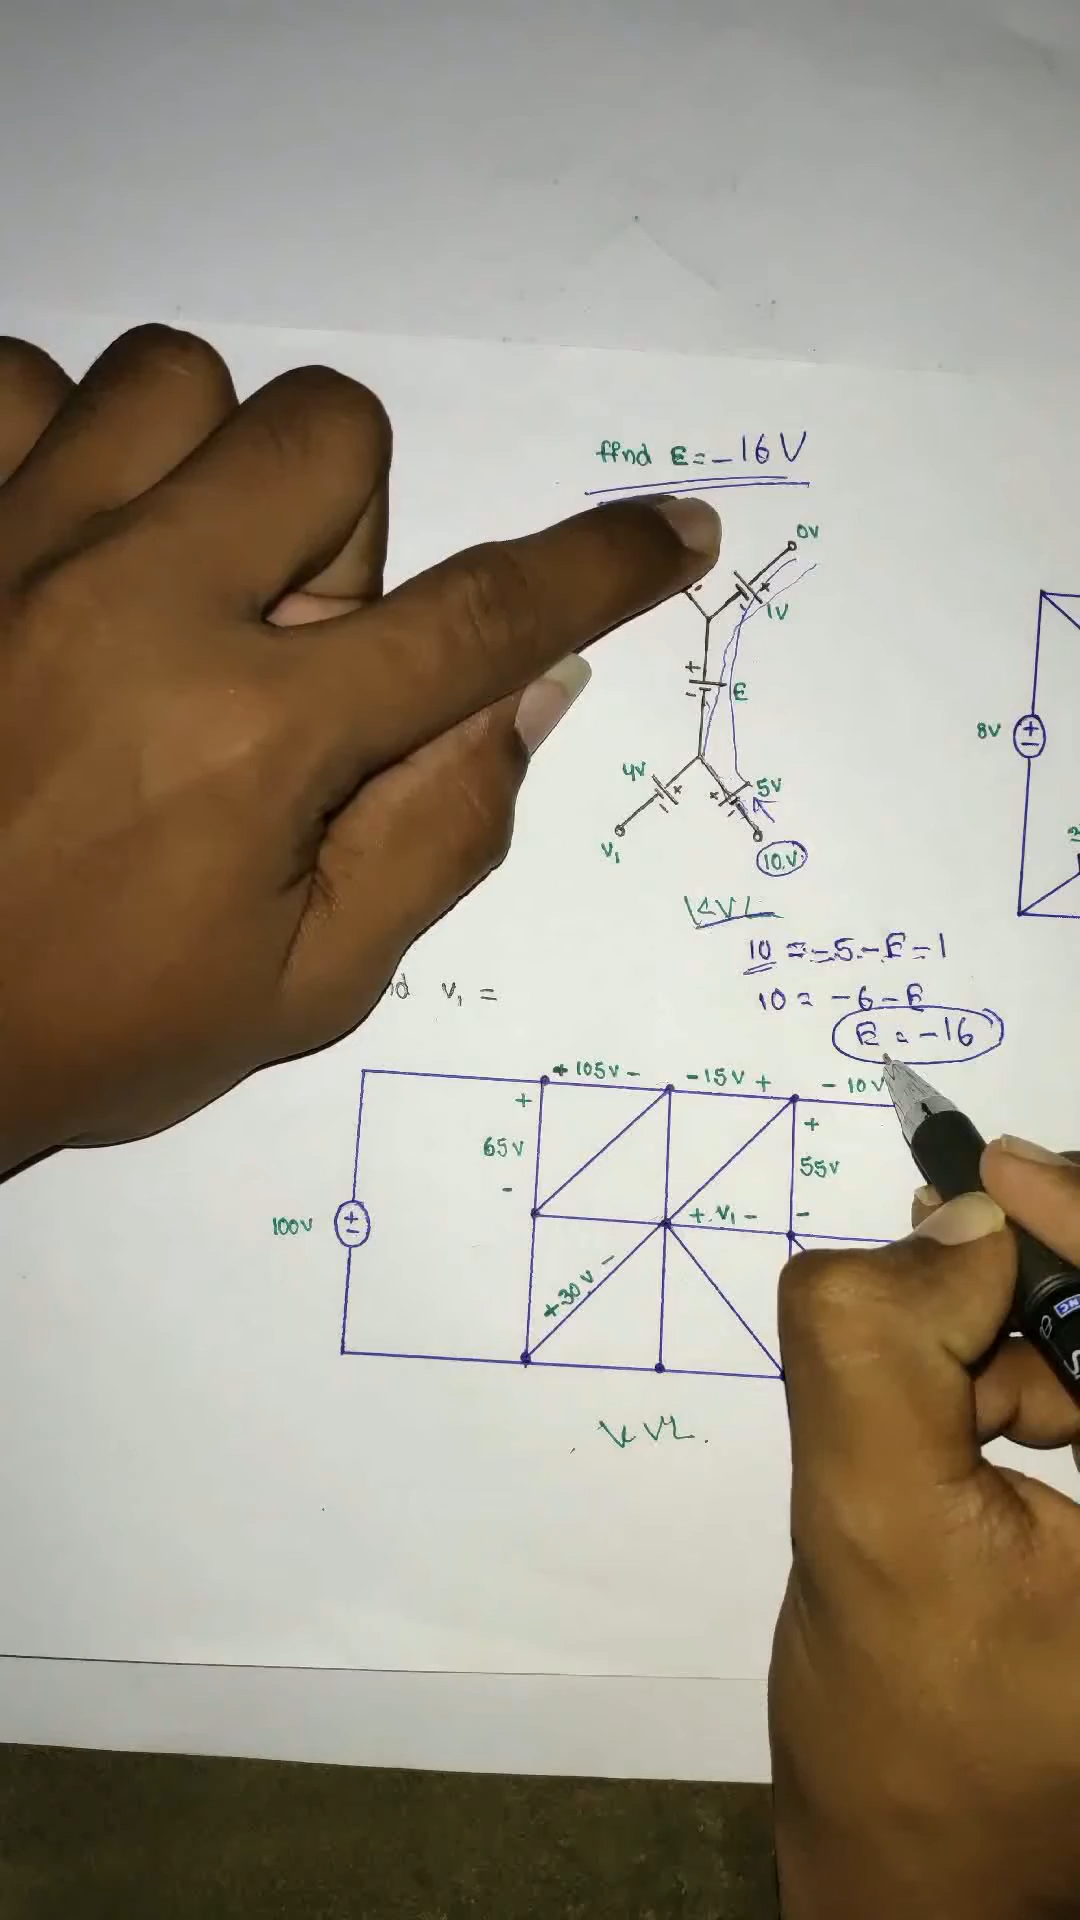 find E = -16V
0V
+
1V
+
-
E
8V
+
-
4V
+
-
+
-
5V
V₁
10V
KVL
10 = -5 - E - 1
nd V₁ =
10 = -6 - E
E = -16
+ 105V -
- 15V +
- 10V
+
65V
-
+
55V
-
100V
+
-
+ V₁ -
+ 30V -
KVL.